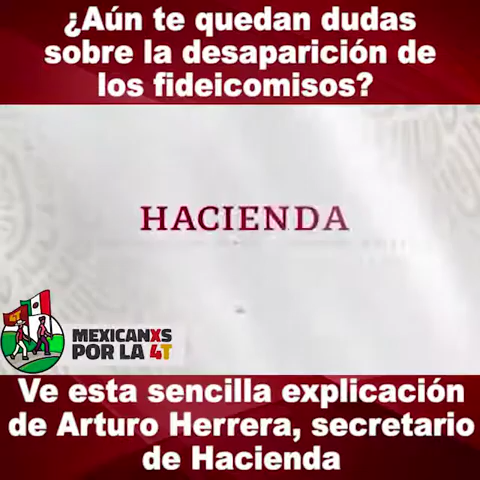 ¿Aún te quedan dudas
sobre la desaparición de
los fideicomisos?
HACIENDA
MEXICANXS
POR LA 4T
Ve esta sencilla explicación
de Arturo Herrera, secretario
de Hacienda